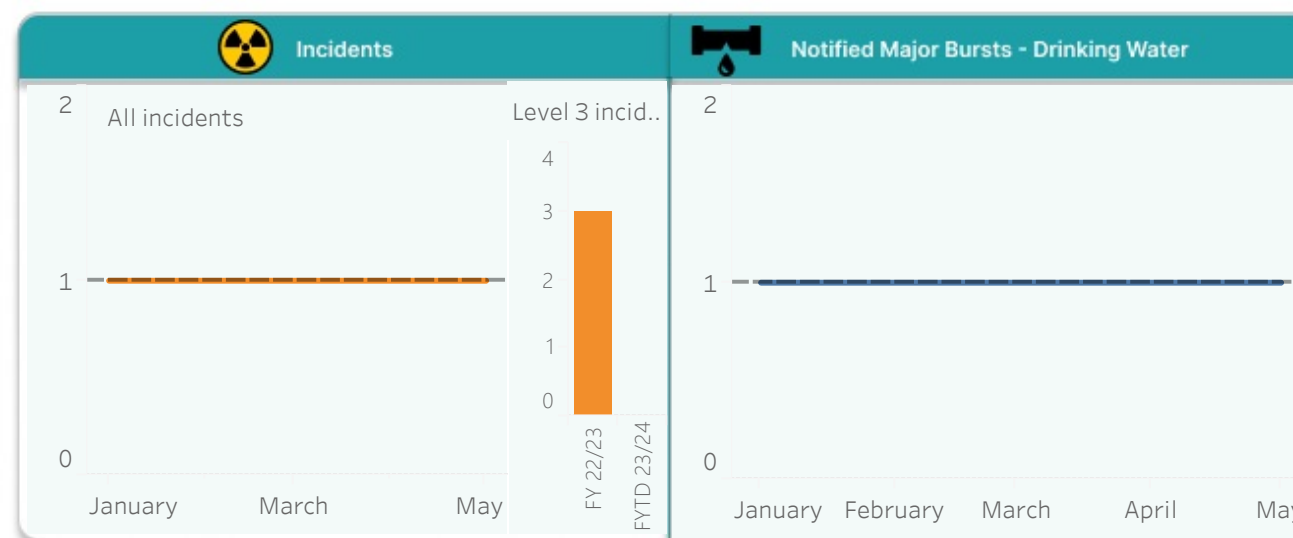 Incidents
Notified Major Bursts - Drinking Water
All incidents
2
1
0
January March May
Level 3 incid..
4
3
2
1
0
FY 22/23
FYTD 23/24
2
1
0
January February March April May